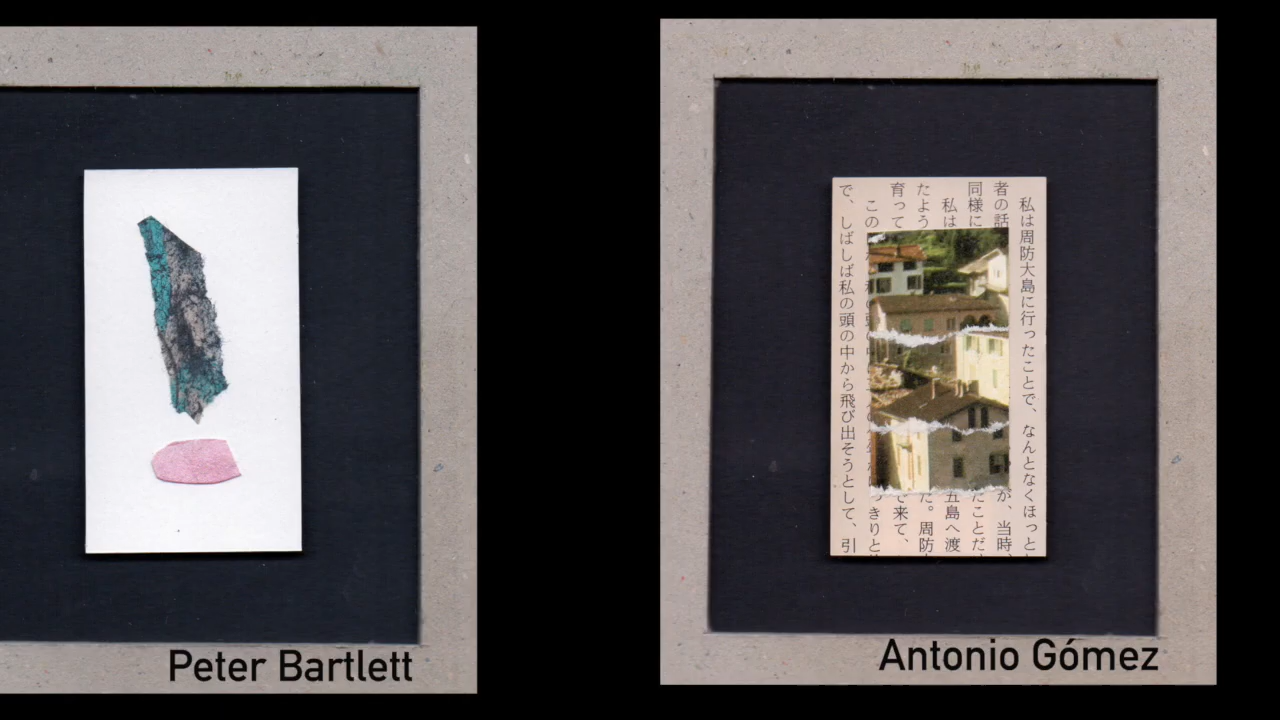 Peter Bartlett
私は周防大島に行ったことで、なんとなくほっと
者の話 が、当時、
同様に たことだ
私は 五島へ渡
たよう た。周防
育って で来て、
この っきりと
で、しばしば私の頭の中から飛び出そうとして、引
Antonio Gómez